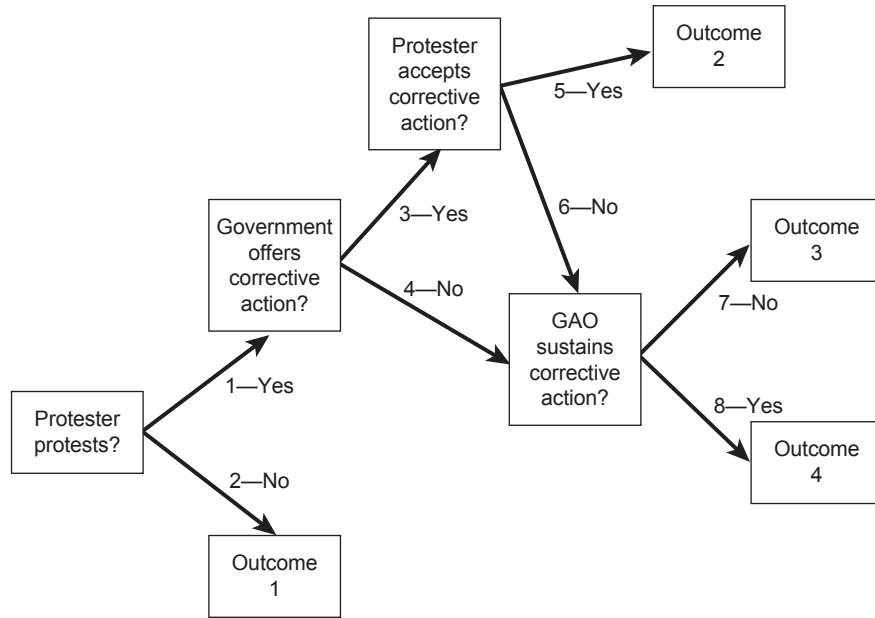 Protester
accepts
corrective
action?
Outcome
2
5—Yes
Government
offers
corrective
action?
3—Yes
6—No
Outcome
3
4—No
GAO
sustains
corrective
action?
7—No
Protester
protests?
1—Yes
8—Yes
Outcome
4
2—No
Outcome
1